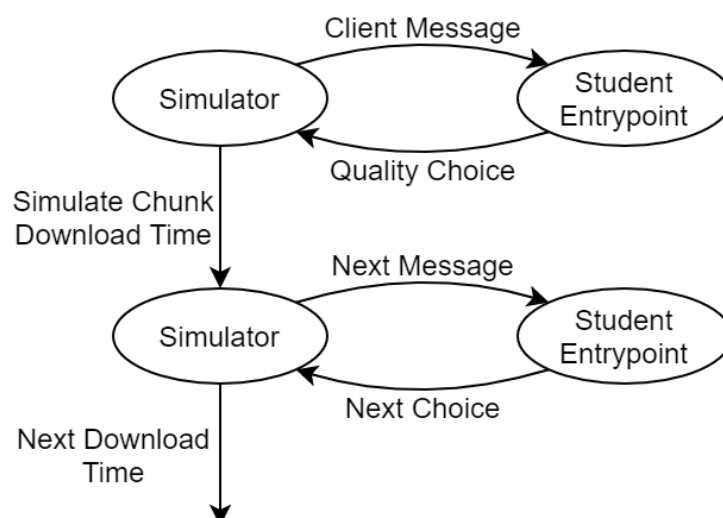 Client Message
Simulator
Student
Entrypoint
Quality Choice
Simulate Chunk
Download Time
Next Message
Simulator
Student
Entrypoint
Next Choice
Next Download
Time